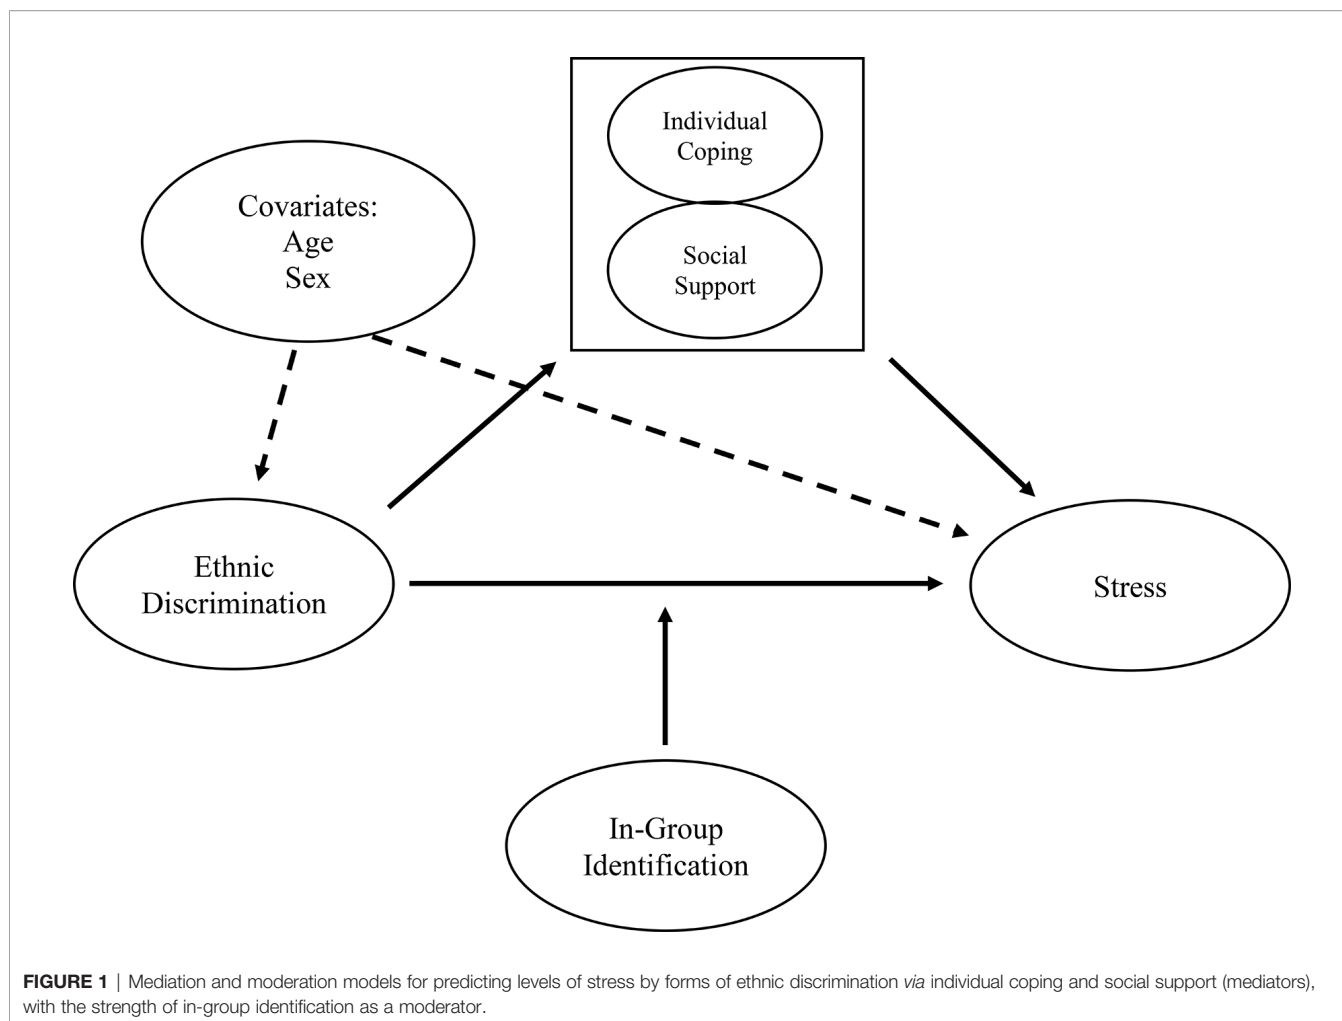 Individual
Coping
Covariates:
Age
Sex
Social
Support
Ethnic
Discrimination
Stress
In-Group
Identification
FIGURE 1 | Mediation and moderation models for predicting levels of stress by forms of ethnic discrimination via individual coping and social support (mediators),
with the strength of in-group identification as a moderator.